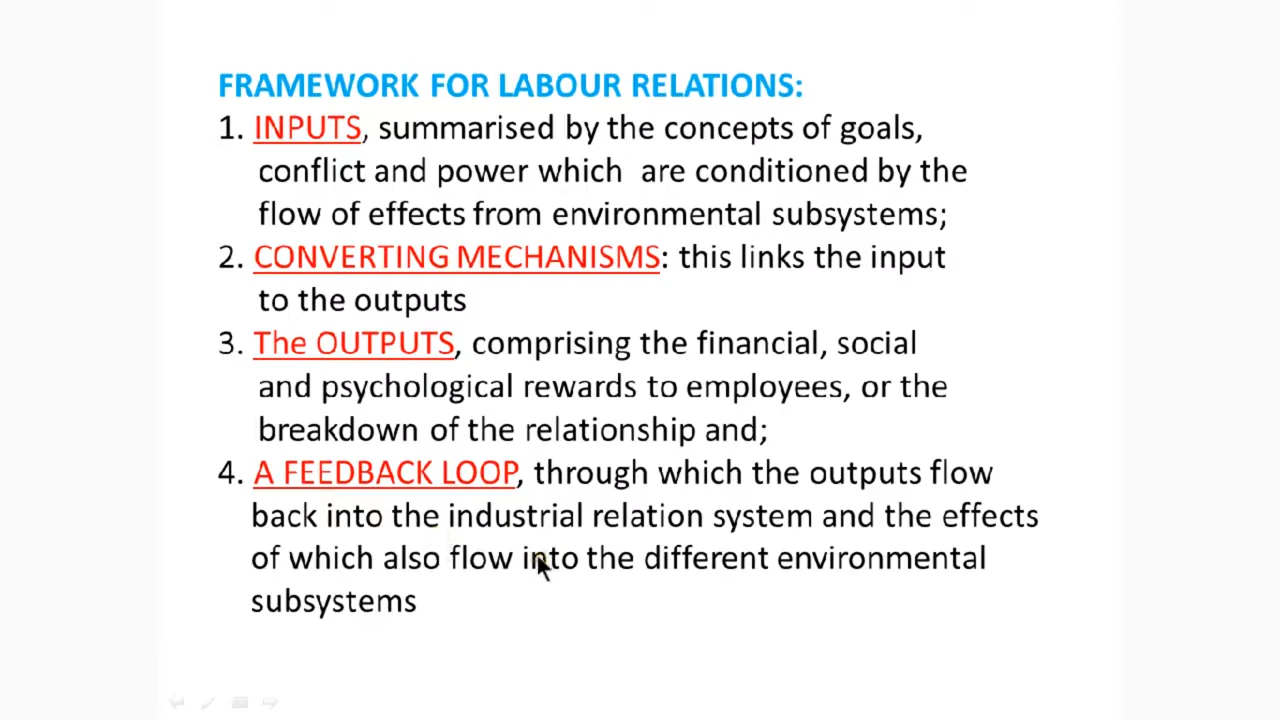 FRAMEWORK FOR LABOUR RELATIONS:
1. INPUTS, summarised by the concepts of goals,
conflict and power which are conditioned by the
flow of effects from environmental subsystems;
2. CONVERTING MECHANISMS: this links the input
to the outputs
3. The OUTPUTS, comprising the financial, social
and psychological rewards to employees, or the
breakdown of the relationship and;
4. A FEEDBACK LOOP, through which the outputs flow
back into the industrial relation system and the effects
of which also flow into the different environmental
subsystems